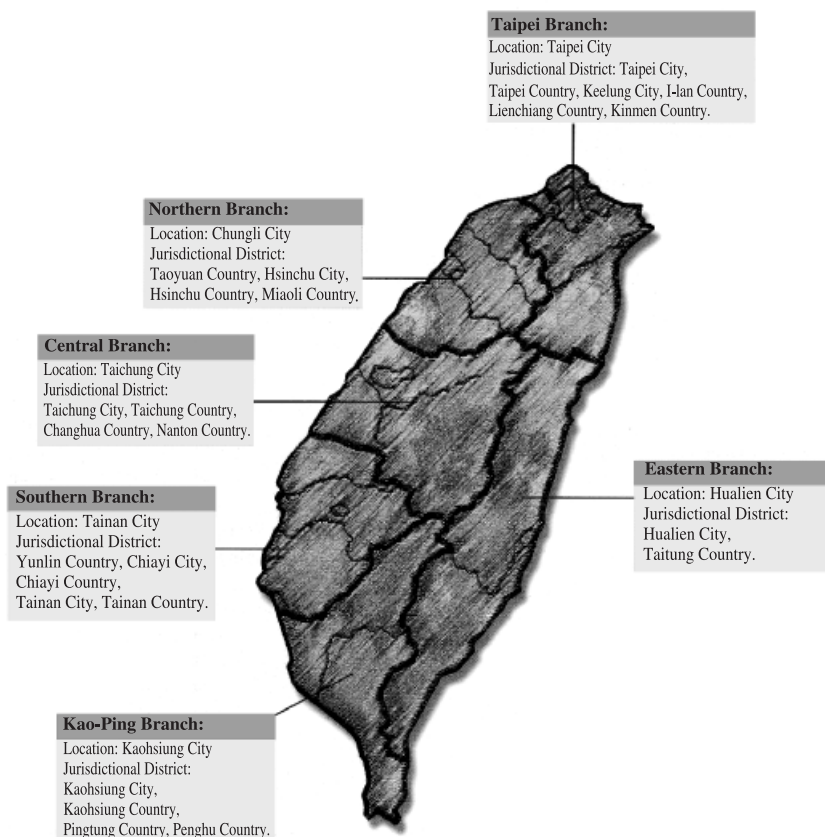 Taipei Branch:
Location: Taipei City
Jurisdictional District: Taipei City,
Taipei Country, Keelung City, I-lan Country,
Lienchiang Country, Kinmen Country.
Northern Branch:
Location: Chungli City
Jurisdictional District:
Taoyuan Country, Hsinchu City,
Hsinchu Country, Miaoli Country.
Central Branch:
Location: Taichung City
Jurisdictional District:
Taichung City, Taichung Country,
Changhua Country, Nanton Country.
Eastern Branch:
Location: Hualien City
Jurisdictional District:
Hualien City,
Taitung Country.
Southern Branch:
Location: Tainan City
Jurisdictional District:
Yunlin Country, Chiayi City,
Chiayi Country,
Tainan City, Tainan Country.
Kao-Ping Branch:
Location: Kaohsiung City
Jurisdictional District:
Kaohsiung City,
Kaohsiung Country,
Pingtung Country, Penghu Country.